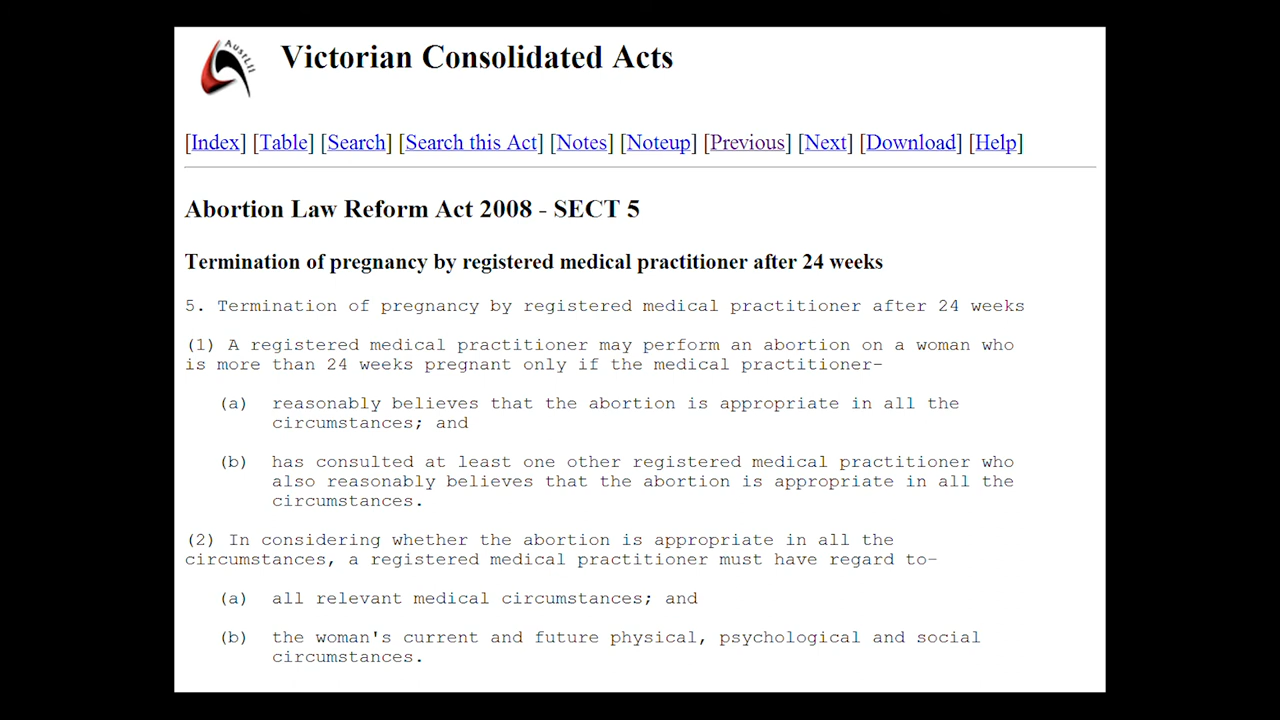 AustLII
Victorian Consolidated Acts
[Index] [Table] [Search] [Search this Act] [Notes] [Noteup] [Previous] [Next] [Download] [Help]
Abortion Law Reform Act 2008 - SECT 5
Termination of pregnancy by registered medical practitioner after 24 weeks
5. Termination of pregnancy by registered medical practitioner after 24 weeks
(1) A registered medical practitioner may perform an abortion on a woman who
is more than 24 weeks pregnant only if the medical practitioner-
(a) reasonably believes that the abortion is appropriate in all the
circumstances; and
(b) has consulted at least one other registered medical practitioner who
also reasonably believes that the abortion is appropriate in all the
circumstances.
(2) In considering whether the abortion is appropriate in all the
circumstances, a registered medical practitioner must have regard to-
(a) all relevant medical circumstances; and
(b) the woman's current and future physical, psychological and social
circumstances.